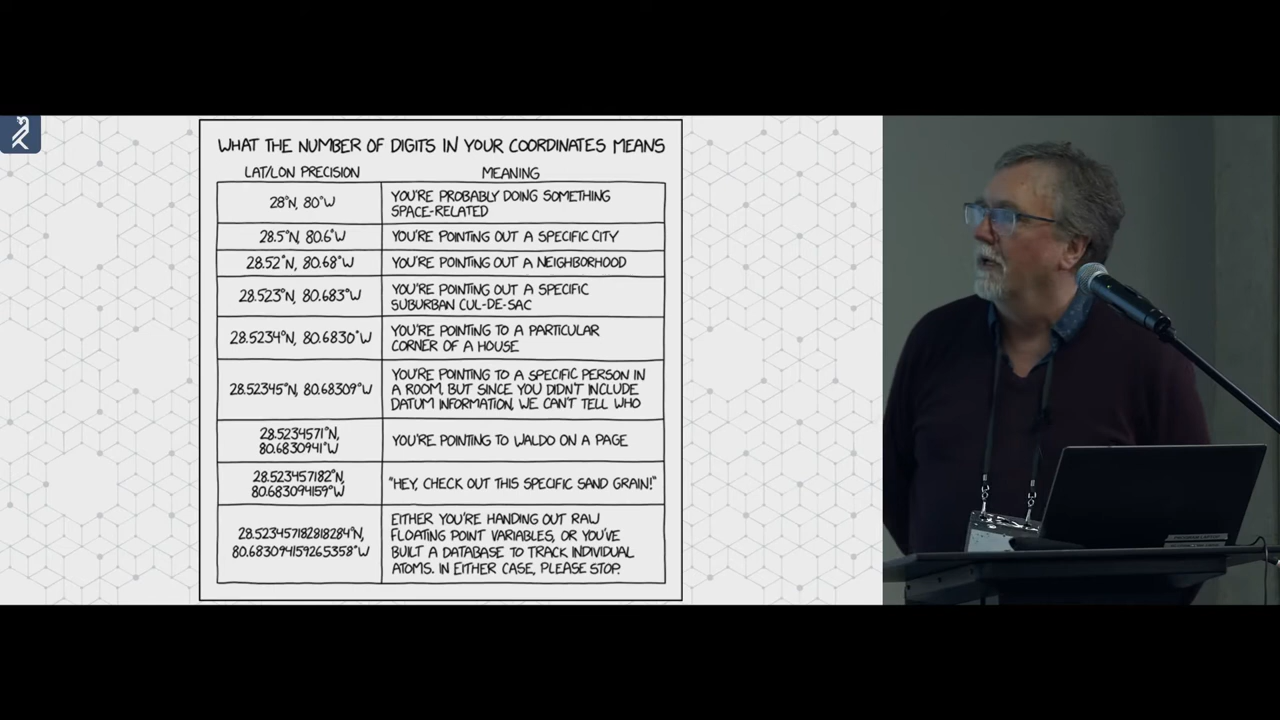 WHAT THE NUMBER OF DIGITS IN YOUR COORDINATES MEANS
LAT/LON PRECISION MEANING
28°N, 80°W
YOU'RE PROBABLY DOING SOMETHING
SPACE-RELATED
28.5°N, 80.6°W
YOU'RE POINTING OUT A SPECIFIC CITY
28.52°N, 80.68°W
YOU'RE POINTING OUT A NEIGHBORHOOD
28.523°N, 80.683°W
YOU'RE POINTING OUT A SPECIFIC
SUBURBAN CUL-DE-SAC
28.5234°N, 80.6830°W
YOU'RE POINTING TO A PARTICULAR
CORNER OF A HOUSE
28.52345°N, 80.68309°W
YOU'RE POINTING TO A SPECIFIC PERSON IN
A ROOM, BUT SINCE YOU DIDN'T INCLUDE
DATUM INFORMATION, WE CAN'T TELL WHO
28.5234571°N,
80.6830941°W
YOU'RE POINTING TO WALDO ON A PAGE
28.523457182°N,
80.683094159°W
"HEY, CHECK OUT THIS SPECIFIC SAND GRAIN!"
28.523457182818284°N,
80.683094159265358°W
EITHER YOU'RE HANDING OUT RAW
FLOATING POINT VARIABLES, OR YOU'VE
BUILT A DATABASE TO TRACK INDIVIDUAL
ATOMS. IN EITHER CASE, PLEASE STOP.